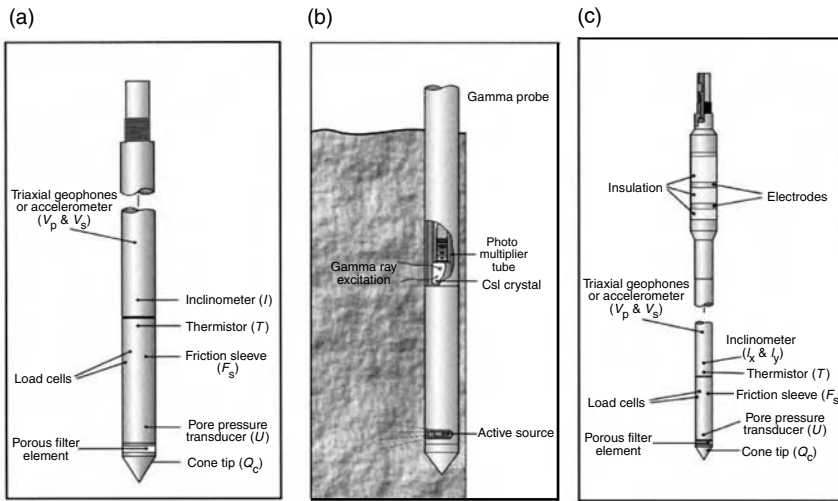 (a)
Triaxial geophones
or accelerometer
(Vp & Vs)
Inclinometer (I)
Thermistor (T)
Friction sleeve
(Fs)
Load cells
Pore pressure
transducer (U)
Porous filter
element
Cone tip (Qc)
(b)
Gamma probe
Photo
multiplier
tube
Gamma ray
excitation
CsI crystal
Active source
(c)
Insulation
Electrodes
Triaxial geophones
or accelerometer
(Vp & Vs)
Inclinometer
(Ix & Iy)
Thermistor (T)
Load cells
Friction sleeve (Fs
Pore pressure
transducer (U)
Porous filter
element
Cone tip (Qc)